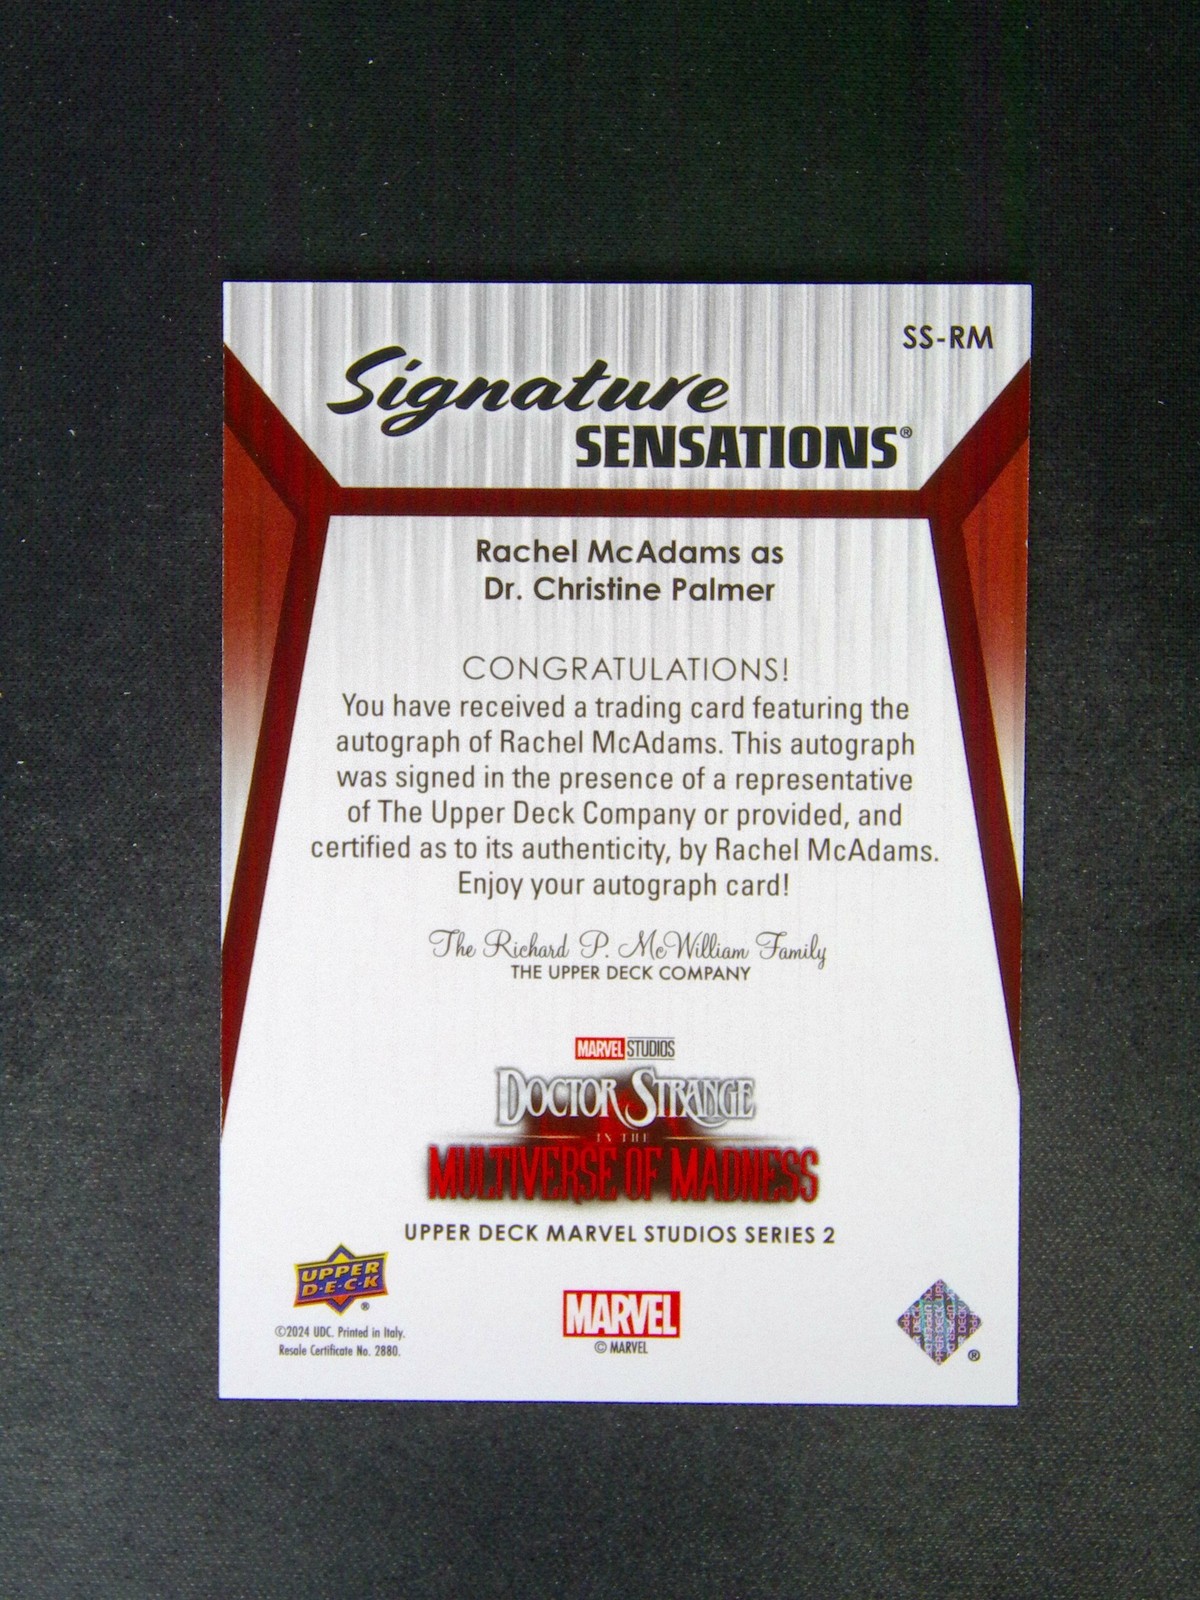 SS-RM
Signature
SENSATIONS®
Rachel McAdams as
Dr. Christine Palmer
CONGRATULATIONS!
You have received a trading card featuring the
autograph of Rachel McAdams. This autograph
was signed in the presence of a representative
of The Upper Deck Company or provided, and
certified as to its authenticity, by Rachel McAdams.
Enjoy your autograph card!
The Richard P. McWilliam Family
THE UPPER DECK COMPANY
MARVEL STUDIOS
DOCTOR STRANGE
IN THE
MULTIVERSE OF MADNESS
UPPER DECK MARVEL STUDIOS SERIES 2
UPPER
D·E·C·K
®
©2024 UDC. Printed in Italy.
Resale Certificate No. 2880.
MARVEL
© MARVEL
®